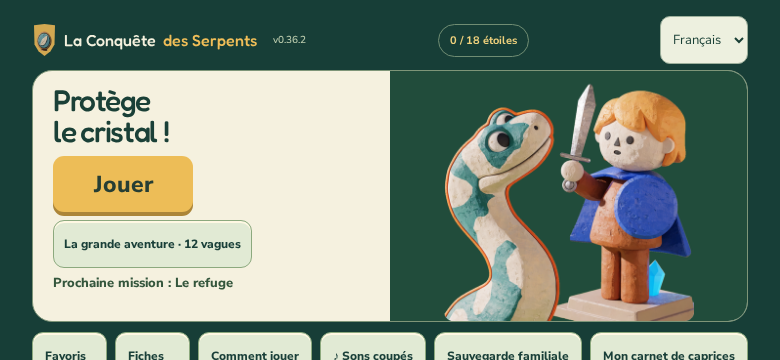 La Conquête des Serpents v0.36.2
0 / 18 étoiles
Français
Protège
le cristal !
Jouer
La grande aventure · 12 vagues
Prochaine mission : Le refuge
Favoris
Fiches
Comment jouer
♪ Sons coupés
Sauvegarde familiale
Mon carnet de caprices